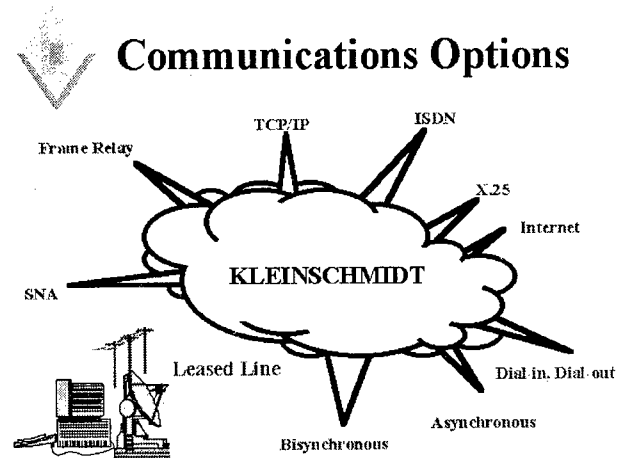 Communications Options
ISDN
TCP/IP
Frame Relay
X.25
Internet
KLEINSCHMIDT
SNA
Leased Line
Dial-in, Dial-out
Asynchronous
Bisynchronous